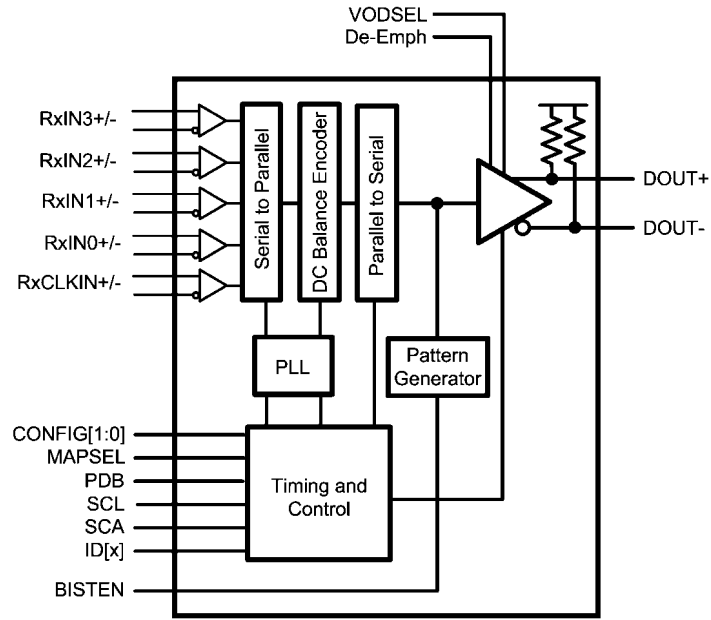 VODSEL
De-Emph
RxIN3+/-
RxIN2+/-
RxIN1+/-
RxIN0+/-
RxCLKIN+/-
Serial to Parallel
DC Balance Encoder
Parallel to Serial
DOUT+
DOUT-
PLL
Pattern
Generator
CONFIG[1:0]
MAPSEL
PDB
SCL
SCA
ID[x]
BISTEN
Timing and
Control